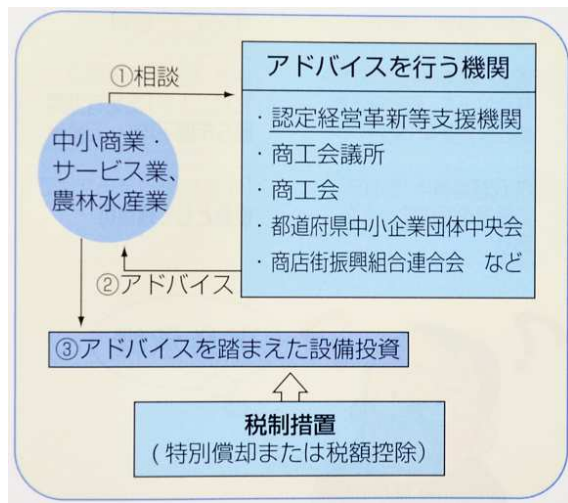 ①相談
アドバイスを行う機関
・認定経営革新等支援機関
・商工会議所
・商工会
・都道府県中小企業団体中央会
・商店街振興組合連合会　など
中小商業・
サービス業、
農林水産業
②アドバイス
③アドバイスを踏まえた設備投資
税制措置
(特別償却または税額控除)